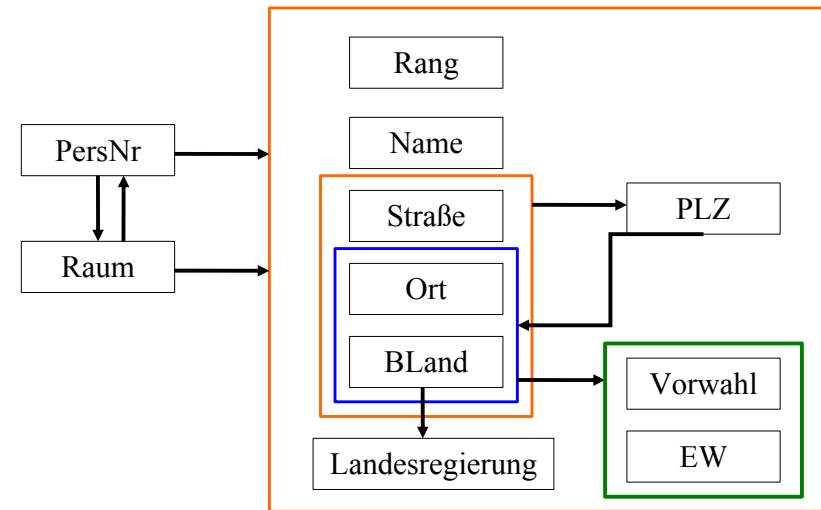 Rang
Name
PersNr
Straße
PLZ
Raum
Ort
BLand
Vorwahl
Landesregierung
EW